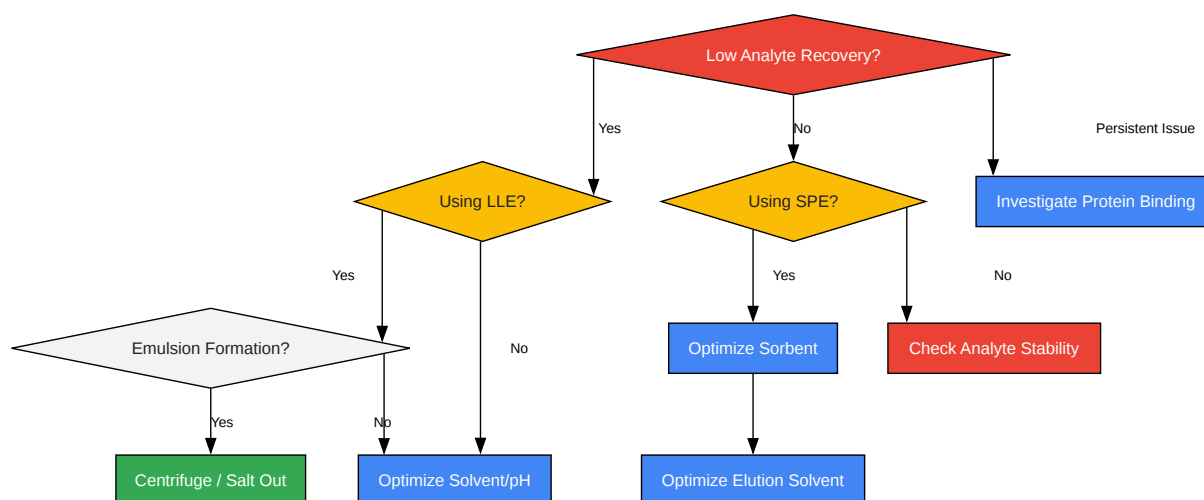 Low Analyte Recovery?
Yes
No
Persistent Issue
Using LLE?
Using SPE?
Investigate Protein Binding
Yes
Yes
No
Emulsion Formation?
No
Optimize Sorbent
Check Analyte Stability
Yes
No
Centrifuge / Salt Out
Optimize Solvent/pH
Optimize Elution Solvent